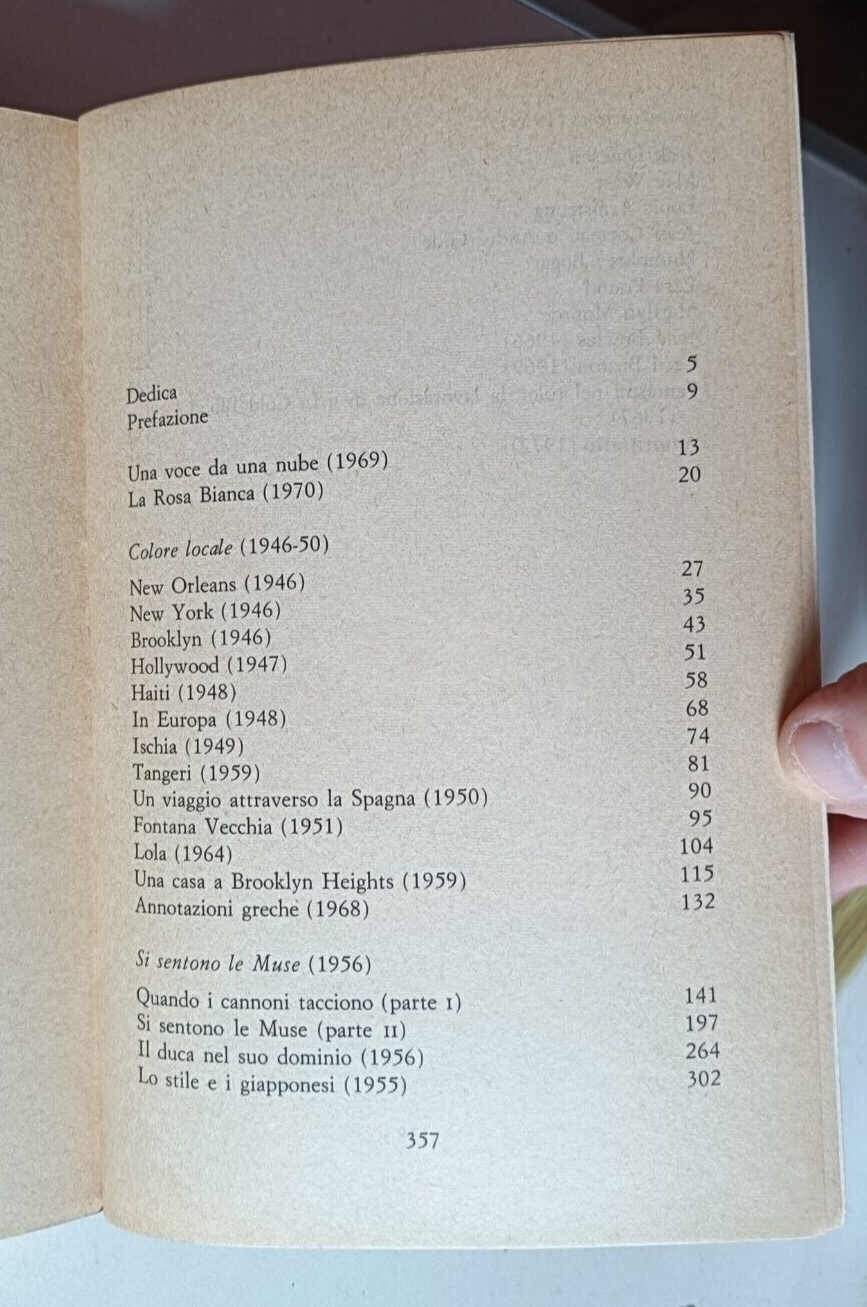 Dedica 5
Prefazione 9
Una voce da una nube (1969) 13
La Rosa Bianca (1970) 20
Colore locale (1946-50)
New Orleans (1946) 27
New York (1946) 35
Brooklyn (1946) 43
Hollywood (1947) 51
Haiti (1948) 58
In Europa (1948) 68
Ischia (1949) 74
Tangeri (1959) 81
Un viaggio attraverso la Spagna (1950) 90
Fontana Vecchia (1951) 95
Lola (1964) 104
Una casa a Brooklyn Heights (1959) 115
Annotazioni greche (1968) 132
Si sentono le Muse (1956)
Quando i cannoni tacciono (parte I) 141
Si sentono le Muse (parte II) 197
Il duca nel suo dominio (1956) 264
Lo stile e i giapponesi (1955) 302
357